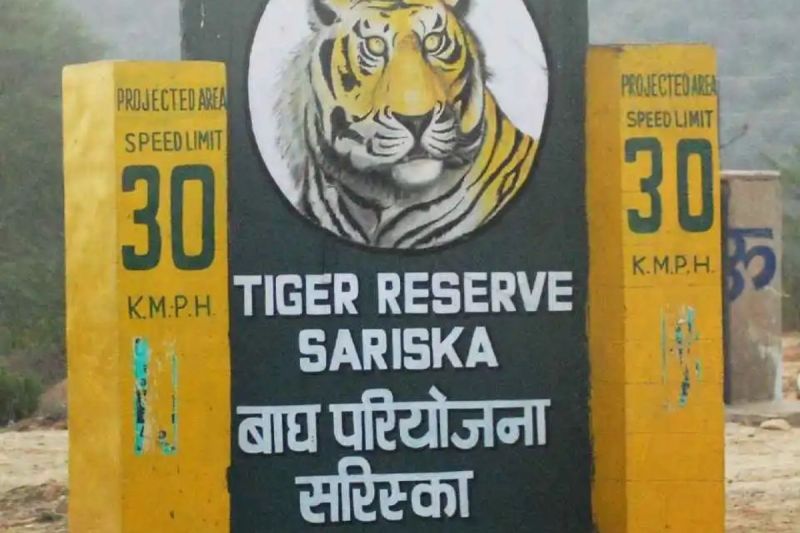 PROJECTED AREA
SPEED LIMIT
30
K.M.P.H.
TIGER RESERVE
SARISKA
बाघ परियोजना
सरिस्का
PROJECTED AREA
SPEED LIMIT
30
K.M.P.H.
ॐ